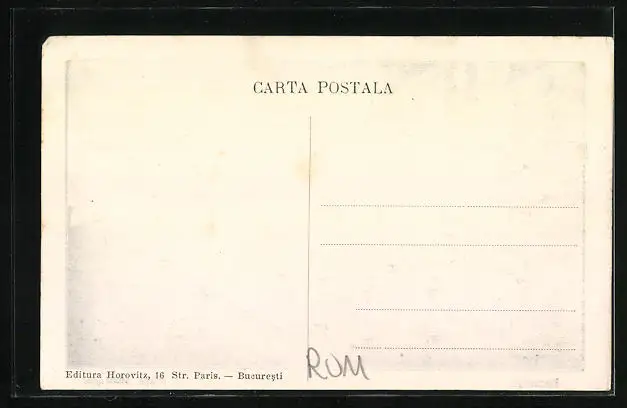 CARTA POSTALA
Editura Horovitz, 16 Str. Paris. — București
RUM